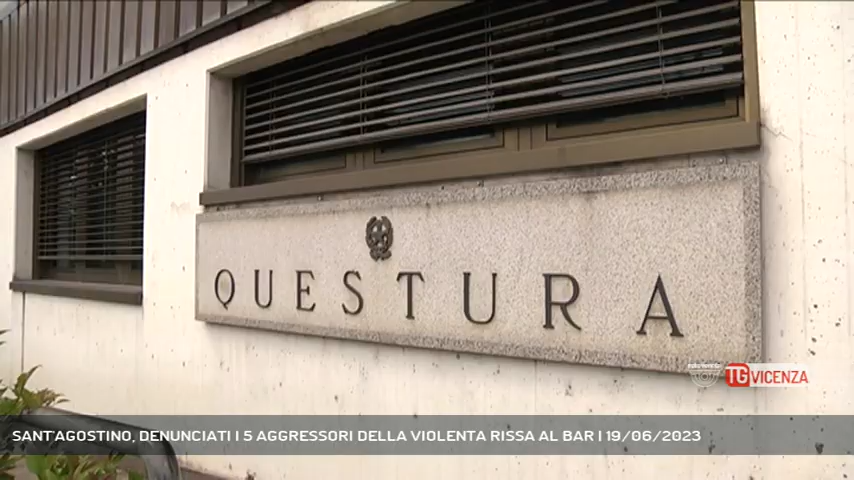 QUESTURA
TG VICENZA
SANT'AGOSTINO, DENUNCIATI I 5 AGGRESSORI DELLA VIOLENTA RISSA AL BAR | 19/06/2023